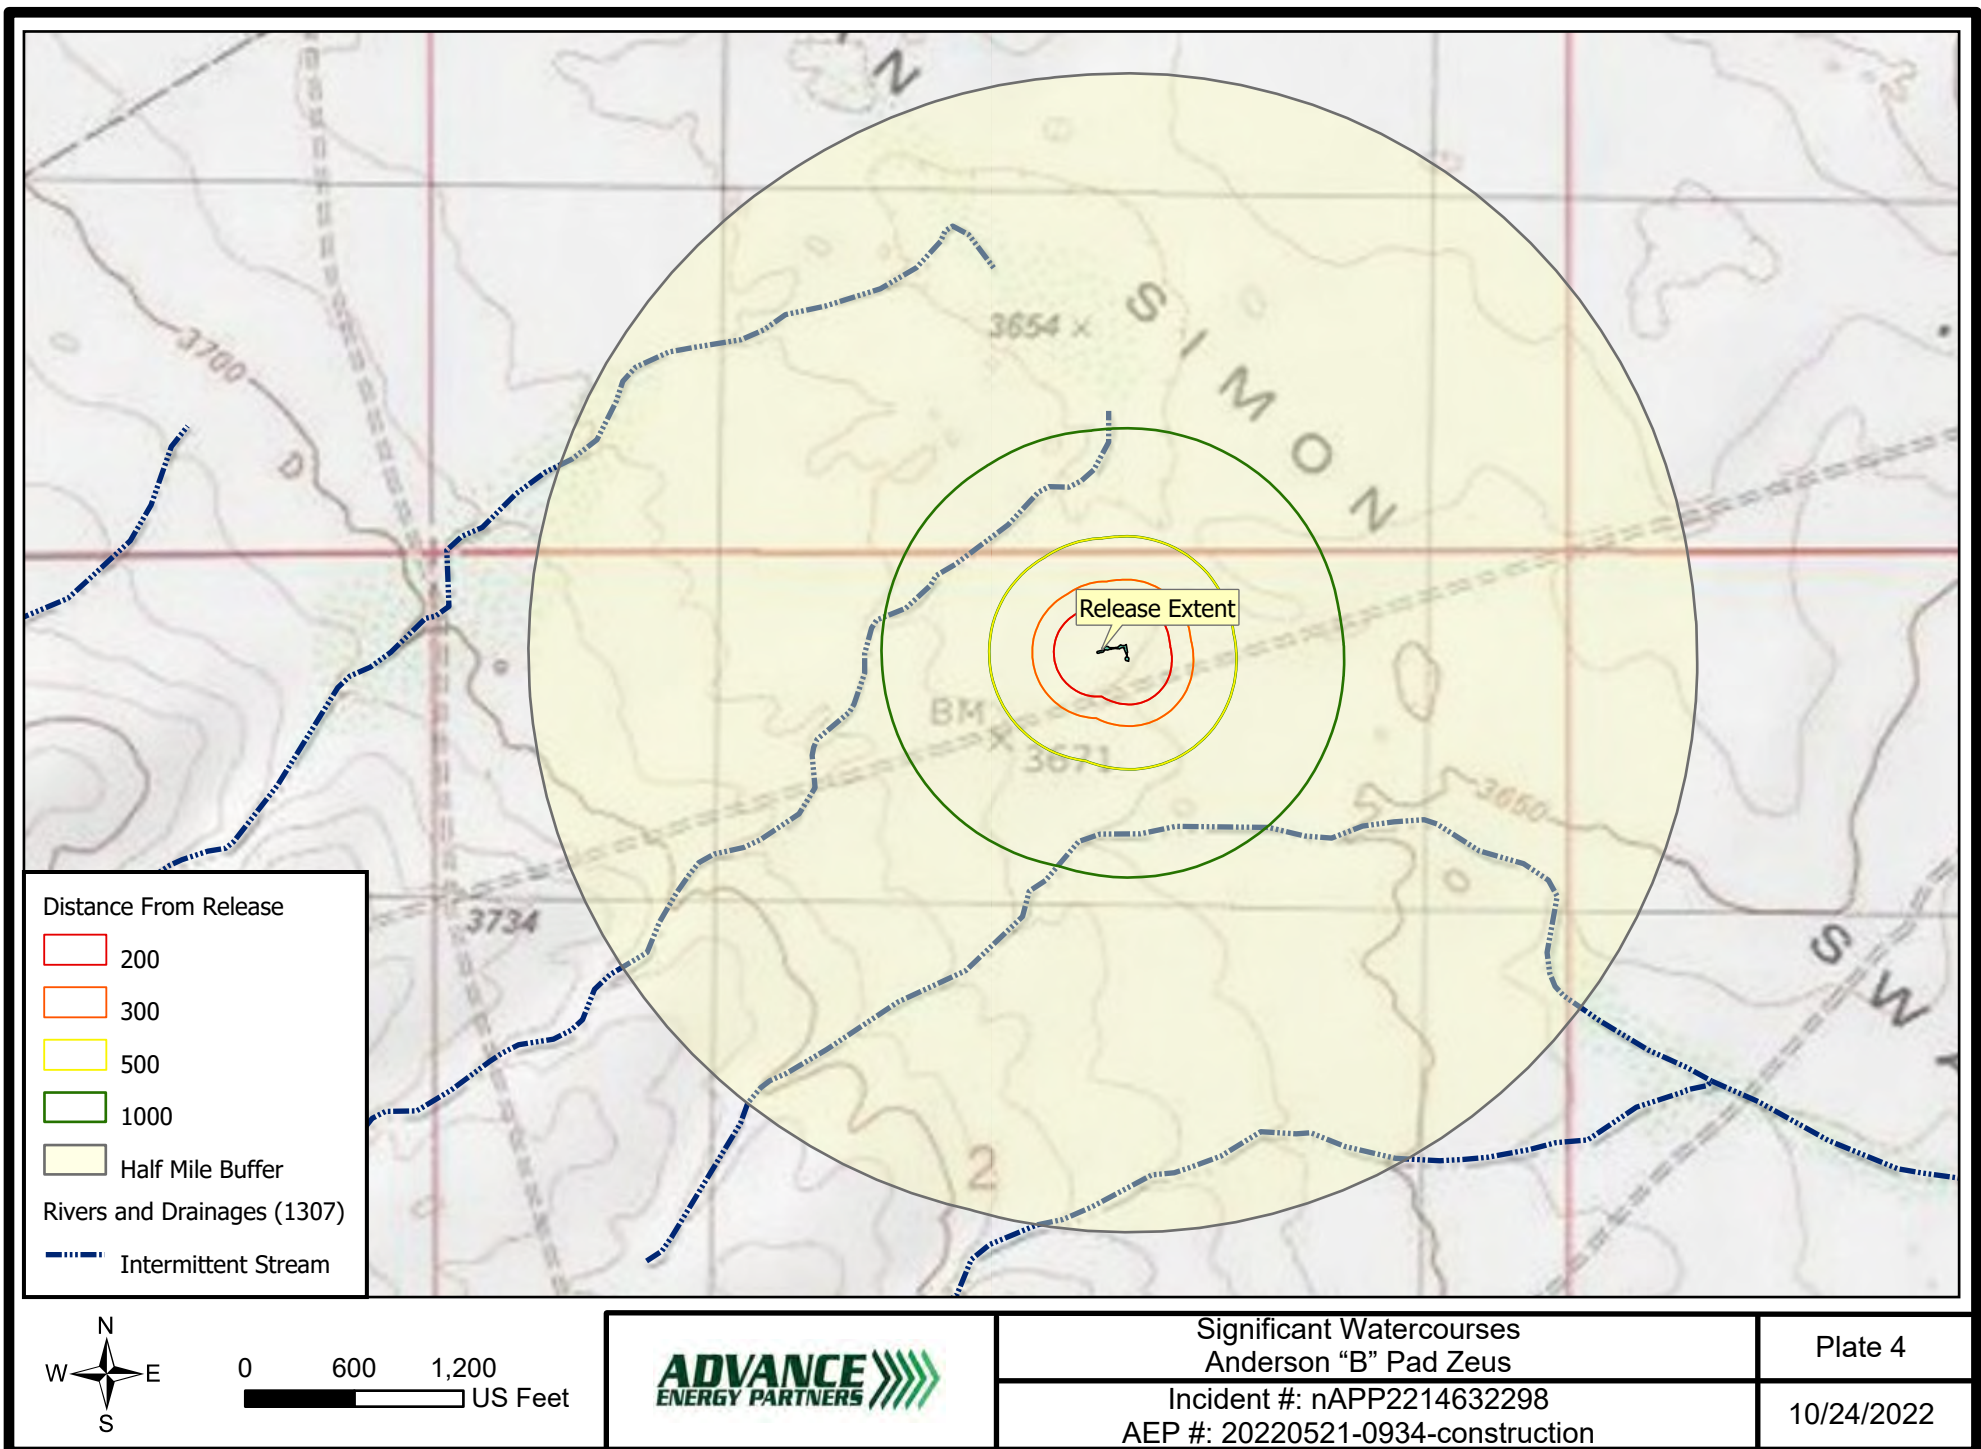 N
3700
D
3654
SIMON
Release Extent
BM
3671
3650
3734
2
SW
Distance From Release
200
300
500
1000
Half Mile Buffer
Rivers and Drainages (1307)
Intermittent Stream
N
W E
S
0 600 1,200
US Feet
ADVANCE
ENERGY PARTNERS
Significant Watercourses
Anderson “B” Pad Zeus
Incident #: nAPP2214632298
AEP #: 20220521-0934-construction
Plate 4
10/24/2022